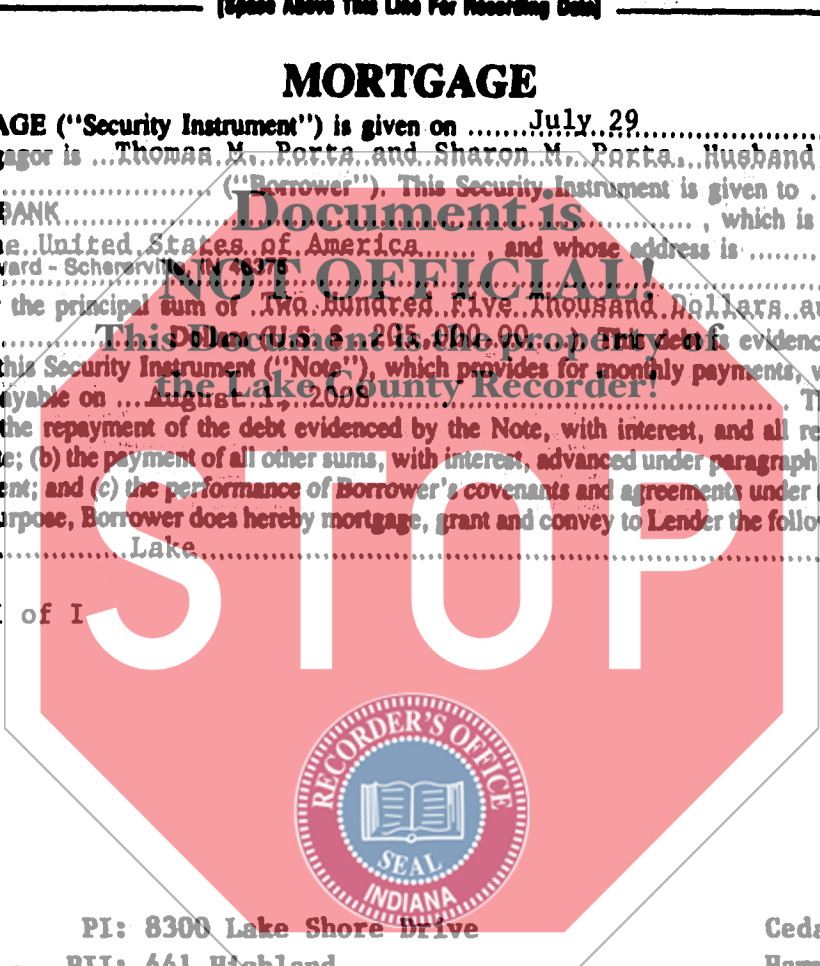 [Space Above This Line For Recording Data]
MORTGAGE
AGE ("Security Instrument") is given on ....... July 29 ..............
gagor is ... Thomas M. Porta and Sharon M. Porta, Husband
................................ ("Borrower"). This Security Instrument is given to .
BANK ........................................................................ , which is
e United States of America ....... , and whose address is .......
vard - Schererville, IN 46375
the principal sum of Two Hundred Five Thousand Dollars a
Dollars (U.S. $ 205,000.00 ....). This debt is evidenc
this Security Instrument ("Note"), which provides for monthly payments, w
ayable on ... August 1, 2008 ........................................ . T
the repayment of the debt evidenced by the Note, with interest, and all re
e; (b) the payment of all other sums, with interest, advanced under paragraph
ent; and (c) the performance of Borrower's covenants and agreements under
urpose, Borrower does hereby mortgage, grant and convey to Lender the follo
.................. Lake ................................................................
of I
Document is
NOT OFFICIAL!
This Document is the property of
the Lake County Recorder!
STOP
RECORDER'S OFFICE
SEAL
INDIANA
PI: 8300 Lake Shore Drive Ceda
PII: 661 Highland Hamm